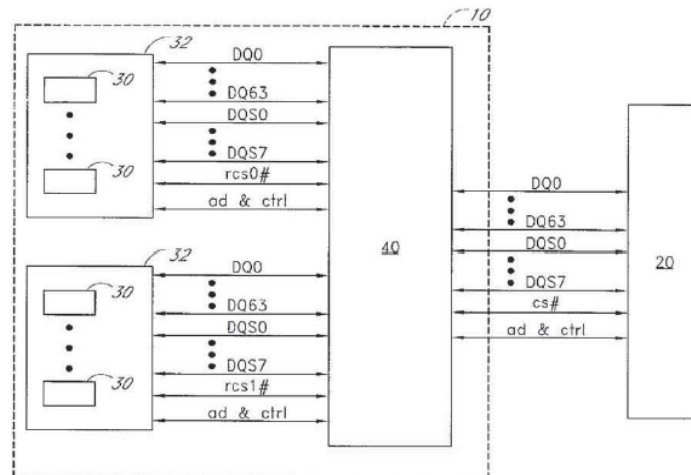 10
32
30
30
DQ0
DQ63
DQS0
DQS7
rcs0#
ad & ctrl
32
30
30
DQ0
DQ63
DQS0
DQS7
rcs1#
ad & ctrl
40
DQ0
DQ63
DQS0
DQS7
cs#
ad & ctrl
20